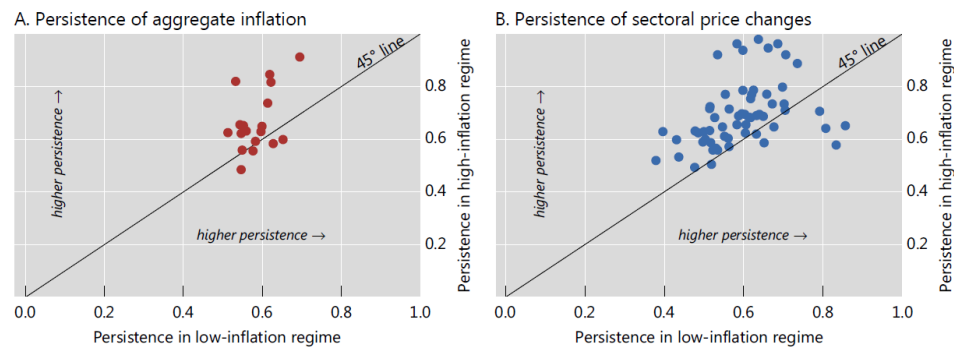 A. Persistence of aggregate inflation
45° line
0.8
0.6
0.4
0.2
higher persistence →
higher persistence →
Persistence in high-inflation regime
0.0 0.2 0.4 0.6 0.8 1.0
Persistence in low-inflation regime
B. Persistence of sectoral price changes
45° line
0.8
0.6
0.4
0.2
higher persistence →
higher persistence →
Persistence in high-inflation regime
0.0 0.2 0.4 0.6 0.8 1.0
Persistence in low-inflation regime